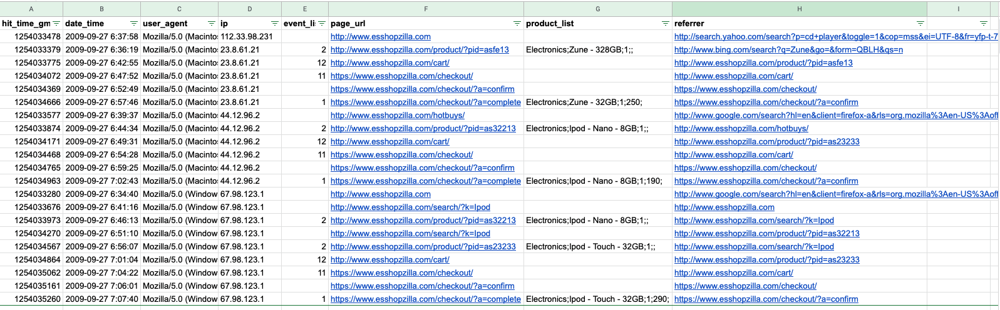 A B C D E F G H I
hit_time_gm date_time user_agent ip event_li page_url product_list referrer
1254033478 2009-09-27 6:37:58 Mozilla/5.0 (Macintos 112.33.98.231 http://www.esshopzilla.com http://search.yahoo.com/search?p=cd+player&toggle=1&cop=mss&ei=UTF-8&fr=yfp-t-7
1254033379 2009-09-27 6:36:19 Mozilla/5.0 (Macintos 23.8.61.21 2 http://www.esshopzilla.com/product/?pid=asfe13 Electronics;Zune - 328GB;1;; http://www.bing.com/search?q=Zune&go=&form=QBLH&qs=n
1254033775 2009-09-27 6:42:55 Mozilla/5.0 (Macintos 23.8.61.21 12 http://www.esshopzilla.com/cart/ http://www.esshopzilla.com/product/?pid=asfe13
1254034072 2009-09-27 6:47:52 Mozilla/5.0 (Macintos 23.8.61.21 11 https://www.esshopzilla.com/checkout/ http://www.esshopzilla.com/cart/
1254034369 2009-09-27 6:52:49 Mozilla/5.0 (Macintos 23.8.61.21 https://www.esshopzilla.com/checkout/?a=confirm https://www.esshopzilla.com/checkout/
1254034666 2009-09-27 6:57:46 Mozilla/5.0 (Macintos 23.8.61.21 1 https://www.esshopzilla.com/checkout/?a=complete Electronics;Zune - 32GB;1;250; https://www.esshopzilla.com/checkout/?a=confirm
1254033577 2009-09-27 6:39:37 Mozilla/5.0 (Macintos 44.12.96.2 http://www.esshopzilla.com/hotbuys/ http://www.google.com/search?hl=en&client=firefox-a&rls=org.mozilla%3Aen-US%3Aoff
1254033874 2009-09-27 6:44:34 Mozilla/5.0 (Macintos 44.12.96.2 2 http://www.esshopzilla.com/product/?pid=as32213 Electronics;Ipod - Nano - 8GB;1;; http://www.esshopzilla.com/hotbuys/
1254034171 2009-09-27 6:49:31 Mozilla/5.0 (Macintos 44.12.96.2 12 http://www.esshopzilla.com/cart/ http://www.esshopzilla.com/product/?pid=as23233
1254034468 2009-09-27 6:54:28 Mozilla/5.0 (Macintos 44.12.96.2 11 https://www.esshopzilla.com/checkout/ http://www.esshopzilla.com/cart/
1254034765 2009-09-27 6:59:25 Mozilla/5.0 (Macintos 44.12.96.2 https://www.esshopzilla.com/checkout/?a=confirm https://www.esshopzilla.com/checkout/
1254034963 2009-09-27 7:02:43 Mozilla/5.0 (Macintos 44.12.96.2 1 https://www.esshopzilla.com/checkout/?a=complete Electronics;Ipod - Nano - 8GB;1;190; https://www.esshopzilla.com/checkout/?a=confirm
1254033280 2009-09-27 6:34:40 Mozilla/5.0 (Window 67.98.123.1 http://www.esshopzilla.com http://www.google.com/search?hl=en&client=firefox-a&rls=org.mozilla%3Aen-US%3Aoff
1254033676 2009-09-27 6:41:16 Mozilla/5.0 (Window 67.98.123.1 http://www.esshopzilla.com/search/?k=Ipod http://www.esshopzilla.com
1254033973 2009-09-27 6:46:13 Mozilla/5.0 (Window 67.98.123.1 2 http://www.esshopzilla.com/product/?pid=as32213 Electronics;Ipod - Nano - 8GB;1;; http://www.esshopzilla.com/search/?k=Ipod
1254034270 2009-09-27 6:51:10 Mozilla/5.0 (Window 67.98.123.1 http://www.esshopzilla.com/search/?k=Ipod http://www.esshopzilla.com/product/?pid=as32213
1254034567 2009-09-27 6:56:07 Mozilla/5.0 (Window 67.98.123.1 2 http://www.esshopzilla.com/product/?pid=as23233 Electronics;Ipod - Touch - 32GB;1;; http://www.esshopzilla.com/search/?k=Ipod
1254034864 2009-09-27 7:01:04 Mozilla/5.0 (Window 67.98.123.1 12 http://www.esshopzilla.com/cart/ http://www.esshopzilla.com/product/?pid=as23233
1254035062 2009-09-27 7:04:22 Mozilla/5.0 (Window 67.98.123.1 11 https://www.esshopzilla.com/checkout/ http://www.esshopzilla.com/cart/
1254035161 2009-09-27 7:06:01 Mozilla/5.0 (Window 67.98.123.1 https://www.esshopzilla.com/checkout/?a=confirm https://www.esshopzilla.com/checkout/
1254035260 2009-09-27 7:07:40 Mozilla/5.0 (Window 67.98.123.1 1 https://www.esshopzilla.com/checkout/?a=complete Electronics;Ipod - Touch - 32GB;1;290; https://www.esshopzilla.com/checkout/?a=confirm